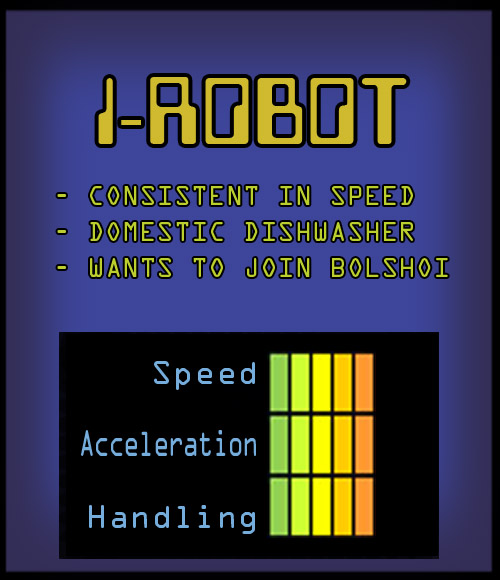 I-ROBOT
- CONSISTENT IN SPEED
- DOMESTIC DISHWASHER
- WANTS TO JOIN BOLSHOI
Speed
Acceleration
Handling